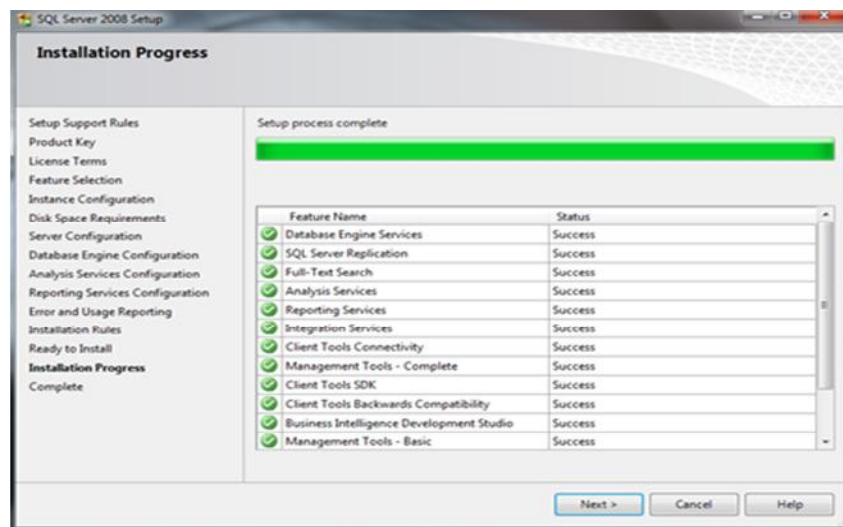 SQL Server 2008 Setup
Installation Progress
Setup Support Rules
Product Key
License Terms
Feature Selection
Instance Configuration
Disk Space Requirements
Server Configuration
Database Engine Configuration
Analysis Services Configuration
Reporting Services Configuration
Error and Usage Reporting
Installation Rules
Ready to Install
Installation Progress
Complete
Setup process complete
Feature Name Status
Database Engine Services Success
SQL Server Replication Success
Full-Text Search Success
Analysis Services Success
Reporting Services Success
Integration Services Success
Client Tools Connectivity Success
Management Tools - Complete Success
Client Tools SDK Success
Client Tools Backwards Compatibility Success
Business Intelligence Development Studio Success
Management Tools - Basic Success
Next > Cancel Help